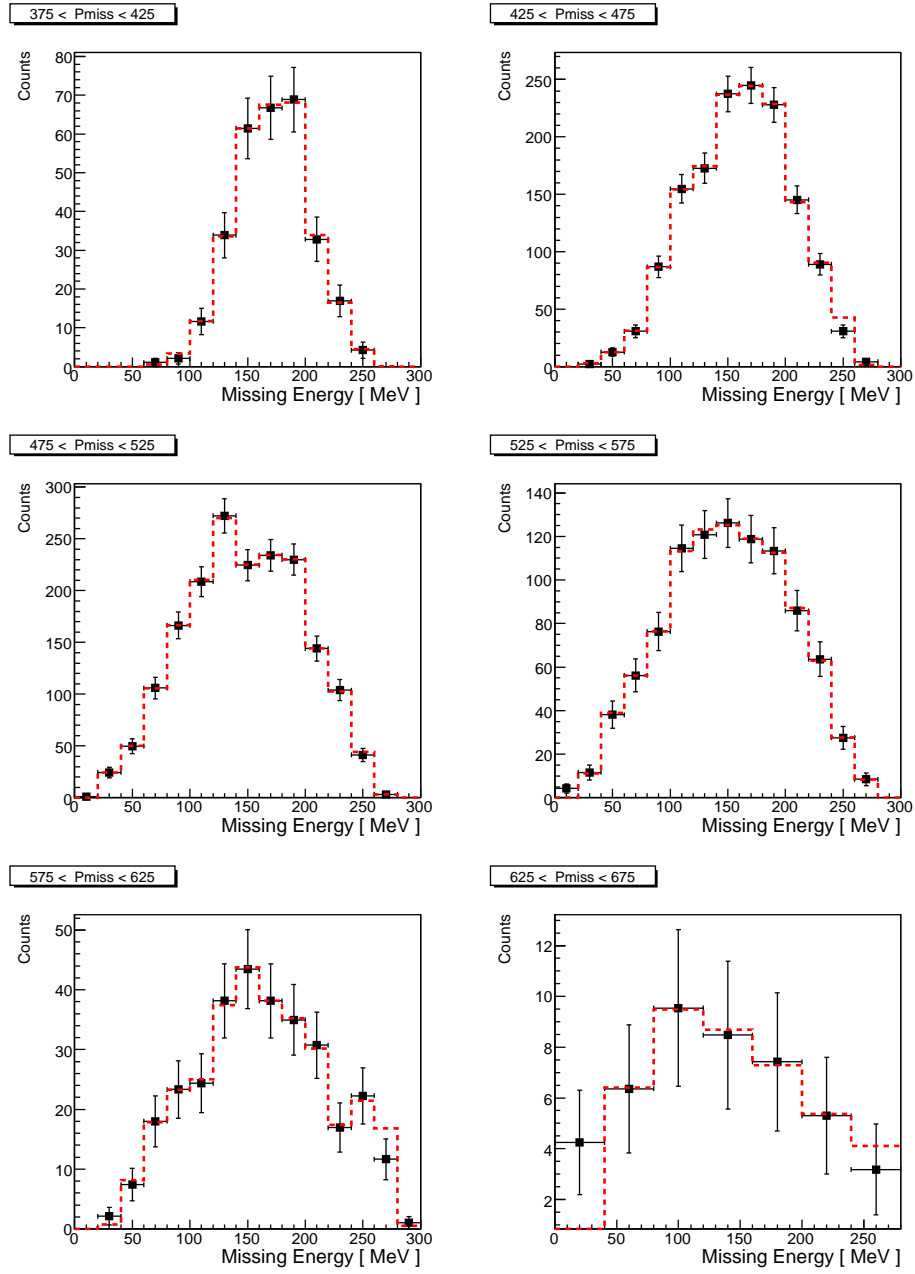 375 < Pmiss < 425
Counts
80
70
60
50
40
30
20
10
0
0 50 100 150 200 250 300
Missing Energy [ MeV ]
425 < Pmiss < 475
Counts
250
200
150
100
50
0
0 50 100 150 200 250 300
Missing Energy [ MeV ]
475 < Pmiss < 525
Counts
300
250
200
150
100
50
0
0 50 100 150 200 250 300
Missing Energy [ MeV ]
525 < Pmiss < 575
Counts
140
120
100
80
60
40
20
0
0 50 100 150 200 250 300
Missing Energy [ MeV ]
575 < Pmiss < 625
Counts
50
40
30
20
10
0
0 50 100 150 200 250 300
Missing Energy [ MeV ]
625 < Pmiss < 675
Counts
12
10
8
6
4
2
0 50 100 150 200 250
Missing Energy [ MeV ]